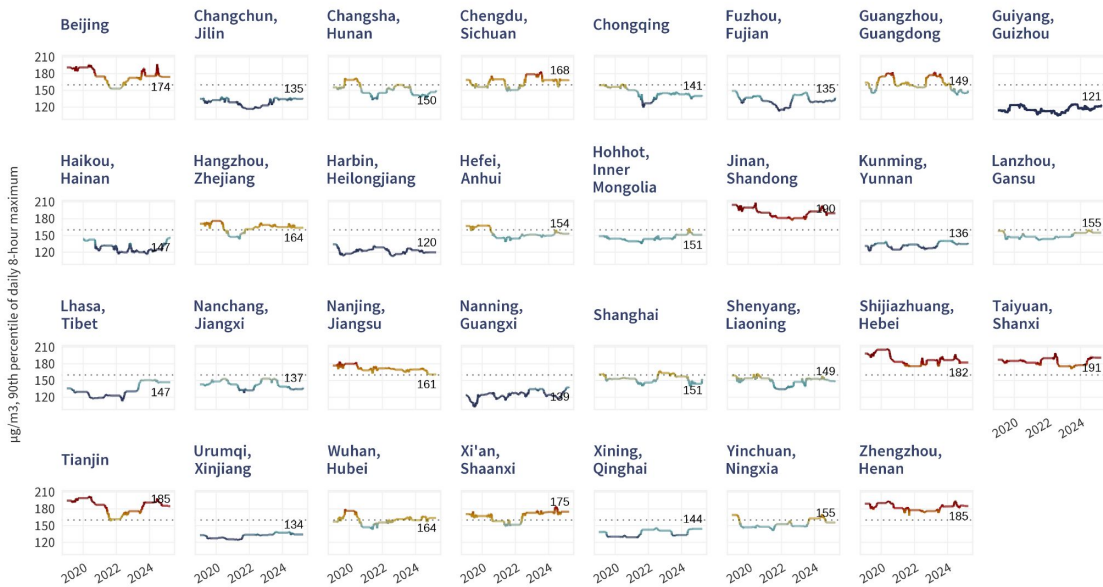 Beijing
Changchun,
Jilin
Changsha,
Hunan
Chengdu,
Sichuan
Chongqing
Fuzhou,
Fujian
Guangzhou,
Guangdong
Guiyang,
Guizhou
210
180
150
120
174
135
150
168
141
135
149
121
Haikou,
Hainan
Hangzhou,
Zhejiang
Harbin,
Heilongjiang
Hefei,
Anhui
Hohhot,
Inner
Mongolia
Jinan,
Shandong
Kunming,
Yunnan
Lanzhou,
Gansu
210
180
150
120
147
164
120
154
151
190
136
155
µg/m3, 90th percentile of daily 8-hour maximum
Lhasa,
Tibet
Nanchang,
Jiangxi
Nanjing,
Jiangsu
Nanning,
Guangxi
Shanghai
Shenyang,
Liaoning
Shijiazhuang,
Hebei
Taiyuan,
Shanxi
210
180
150
120
147
137
161
139
151
149
182
191
2020 2022 2024
Tianjin
Urumqi,
Xinjiang
Wuhan,
Hubei
Xi'an,
Shaanxi
Xining,
Qinghai
Yinchuan,
Ningxia
Zhengzhou,
Henan
210
180
150
120
185
134
164
175
144
155
185
2020 2022 2024
2020 2022 2024
2020 2022 2024
2020 2022 2024
2020 2022 2024
2020 2022 2024
2020 2022 2024